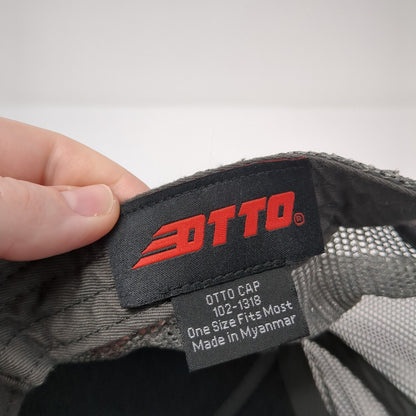 OTTO®
OTTO CAP
102-1318
One Size Fits Most
Made in Myanmar